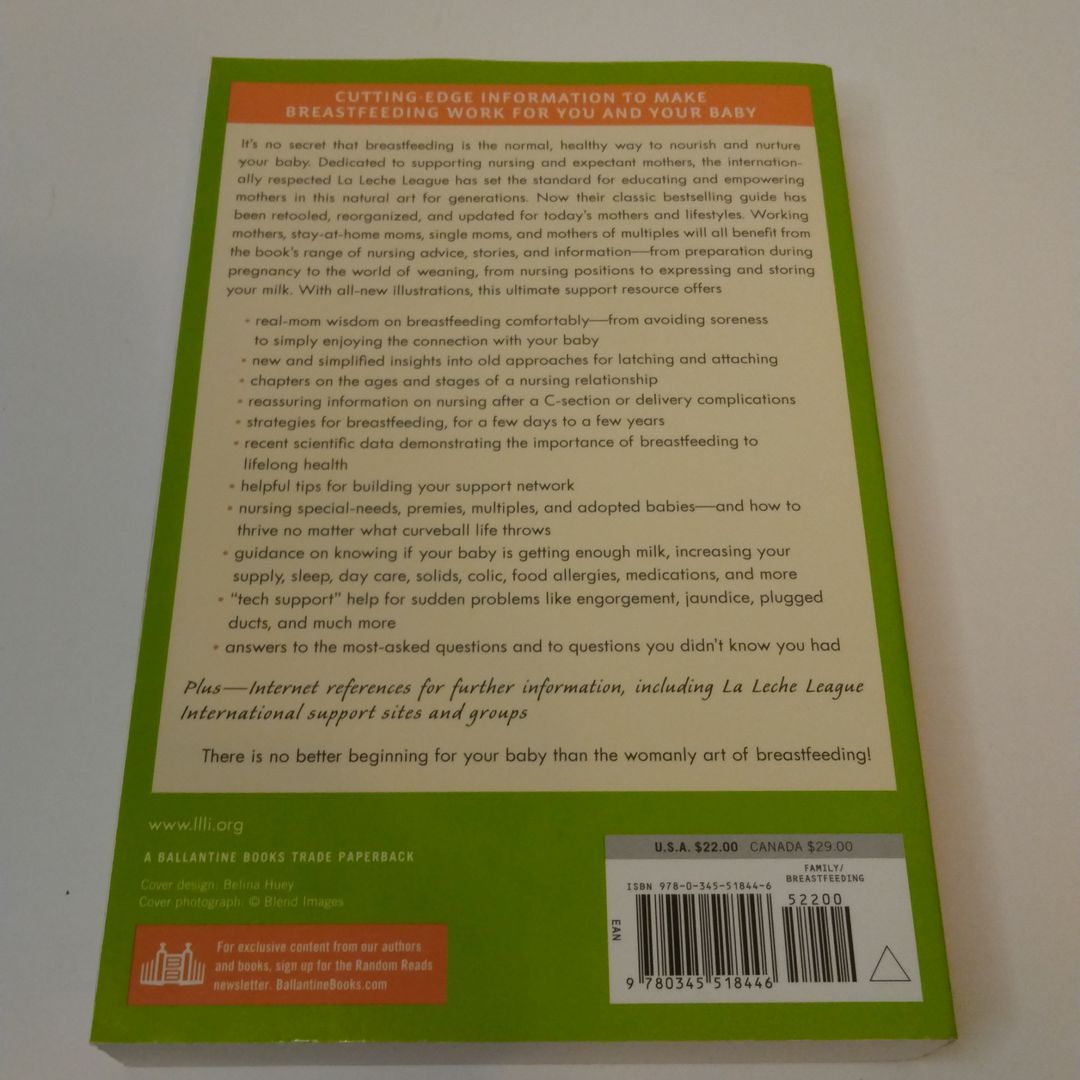 CUTTING-EDGE INFORMATION TO MAKE
BREASTFEEDING WORK FOR YOU AND YOUR BABY
It's no secret that breastfeeding is the normal, healthy way to nourish and nurture
your baby. Dedicated to supporting nursing and expectant mothers, the internation-
ally respected La Leche League has set the standard for educating and empowering
mothers in this natural art for generations. Now their classic bestselling guide has
been retooled, reorganized, and updated for today's mothers and lifestyles. Working
mothers, stay-at-home moms, single moms, and mothers of multiples will all benefit from
the book's range of nursing advice, stories, and information—from preparation during
pregnancy to the world of weaning, from nursing positions to expressing and storing
your milk. With all-new illustrations, this ultimate support resource offers
• real-mom wisdom on breastfeeding comfortably—from avoiding soreness
to simply enjoying the connection with your baby
• new and simplified insights into old approaches for latching and attaching
• chapters on the ages and stages of a nursing relationship
• reassuring information on nursing after a C-section or delivery complications
• strategies for breastfeeding, for a few days to a few years
• recent scientific data demonstrating the importance of breastfeeding to
lifelong health
• helpful tips for building your support network
• nursing special-needs, premies, multiples, and adopted babies—and how to
thrive no matter what curveball life throws
• guidance on knowing if your baby is getting enough milk, increasing your
supply, sleep, day care, solids, colic, food allergies, medications, and more
• "tech support" help for sudden problems like engorgement, jaundice, plugged
ducts, and much more
• answers to the most-asked questions and to questions you didn't know you had
Plus—Internet references for further information, including La Leche League
International support sites and groups
There is no better beginning for your baby than the womanly art of breastfeeding!
www.llli.org
A BALLANTINE BOOKS TRADE PAPERBACK
Cover design: Belina Huey
Cover photograph: © Blend Images
For exclusive content from our authors
and books, sign up for the Random Reads
newsletter. BallantineBooks.com
U.S.A. $22.00 CANADA $29.00
FAMILY/
BREASTFEEDING
ISBN 978-0-345-51844-6
52200
EAN
9 780345 518446